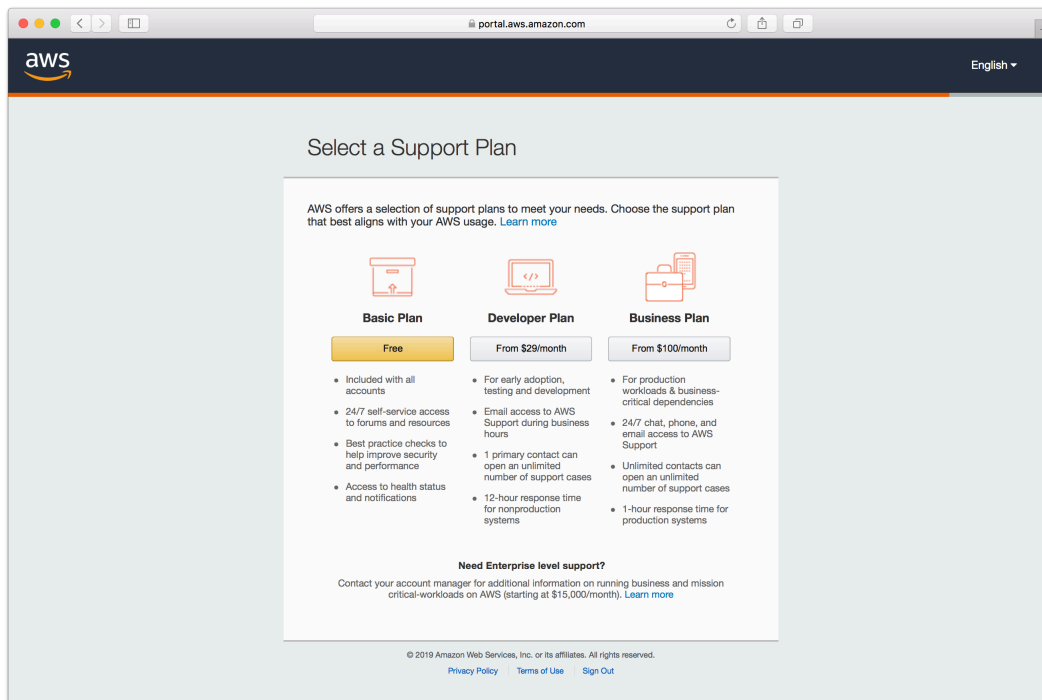 portal.aws.amazon.com
aws
English
Select a Support Plan
AWS offers a selection of support plans to meet your needs. Choose the support plan
that best aligns with your AWS usage. Learn more
</>
Basic Plan
Free
Included with all
accounts
24/7 self-service access
to forums and resources
Best practice checks to
help improve security
and performance
Access to health status
and notifications
Developer Plan
From $29/month
For early adoption,
testing and development
Email access to AWS
Support during business
hours
1 primary contact can
open an unlimited
number of support cases
12-hour response time
for nonproduction
systems
Business Plan
From $100/month
For production
workloads & business-
critical dependencies
24/7 chat, phone, and
email access to AWS
Support
Unlimited contacts can
open an unlimited
number of support cases
1-hour response time for
production systems
Need Enterprise level support?
Contact your account manager for additional information on running business and mission
critical-workloads on AWS (starting at $15,000/month). Learn more
© 2019 Amazon Web Services, Inc. or its affiliates. All rights reserved.
Privacy Policy | Terms of Use | Sign Out